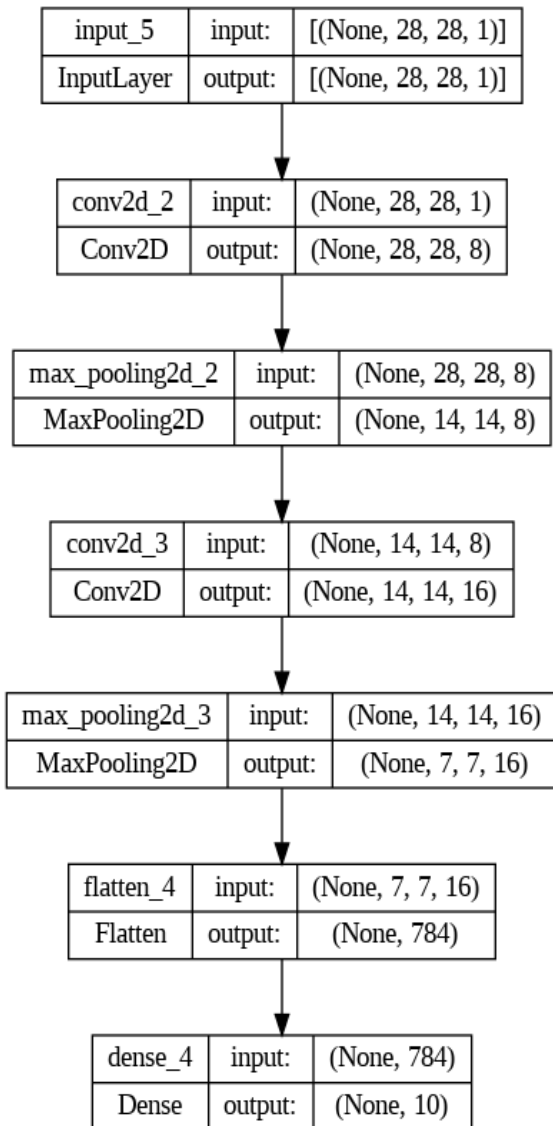 input_5 input: [(None, 28, 28, 1)]
InputLayer output: [(None, 28, 28, 1)]
conv2d_2 input: (None, 28, 28, 1)
Conv2D output: (None, 28, 28, 8)
max_pooling2d_2 input: (None, 28, 28, 8)
MaxPooling2D output: (None, 14, 14, 8)
conv2d_3 input: (None, 14, 14, 8)
Conv2D output: (None, 14, 14, 16)
max_pooling2d_3 input: (None, 14, 14, 16)
MaxPooling2D output: (None, 7, 7, 16)
flatten_4 input: (None, 7, 7, 16)
Flatten output: (None, 784)
dense_4 input: (None, 784)
Dense output: (None, 10)